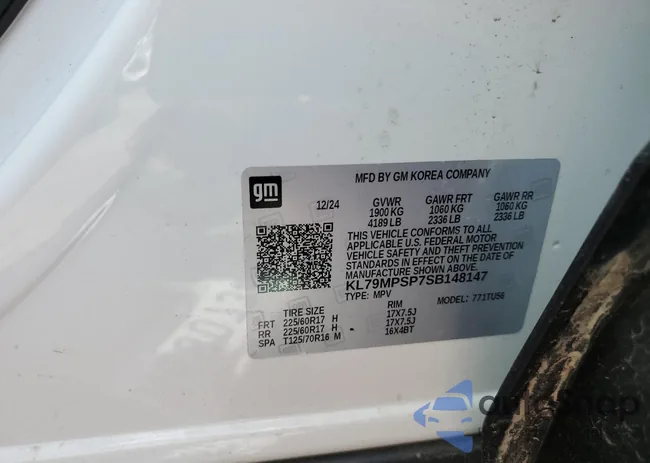 MFD BY GM KOREA COMPANY
gm
12/24
GVWR GAWR FRT GAWR RR
1900 KG 1060 KG 1060 KG
4189 LB 2336 LB 2336 LB
THIS VEHICLE CONFORMS TO ALL
APPLICABLE U.S. FEDERAL MOTOR
VEHICLE SAFETY AND THEFT PREVENTION
STANDARDS IN EFFECT ON THE DATE OF
MANUFACTURE SHOWN ABOVE.
KL79MPSP7SB148147
TYPE: MPV MODEL: 771TU56
TIRE SIZE RIM
FRT 225/60R17 H 17X7.5J
RR 225/60R17 H 17X7.5J
SPA T125/70R16 M 16X4BT